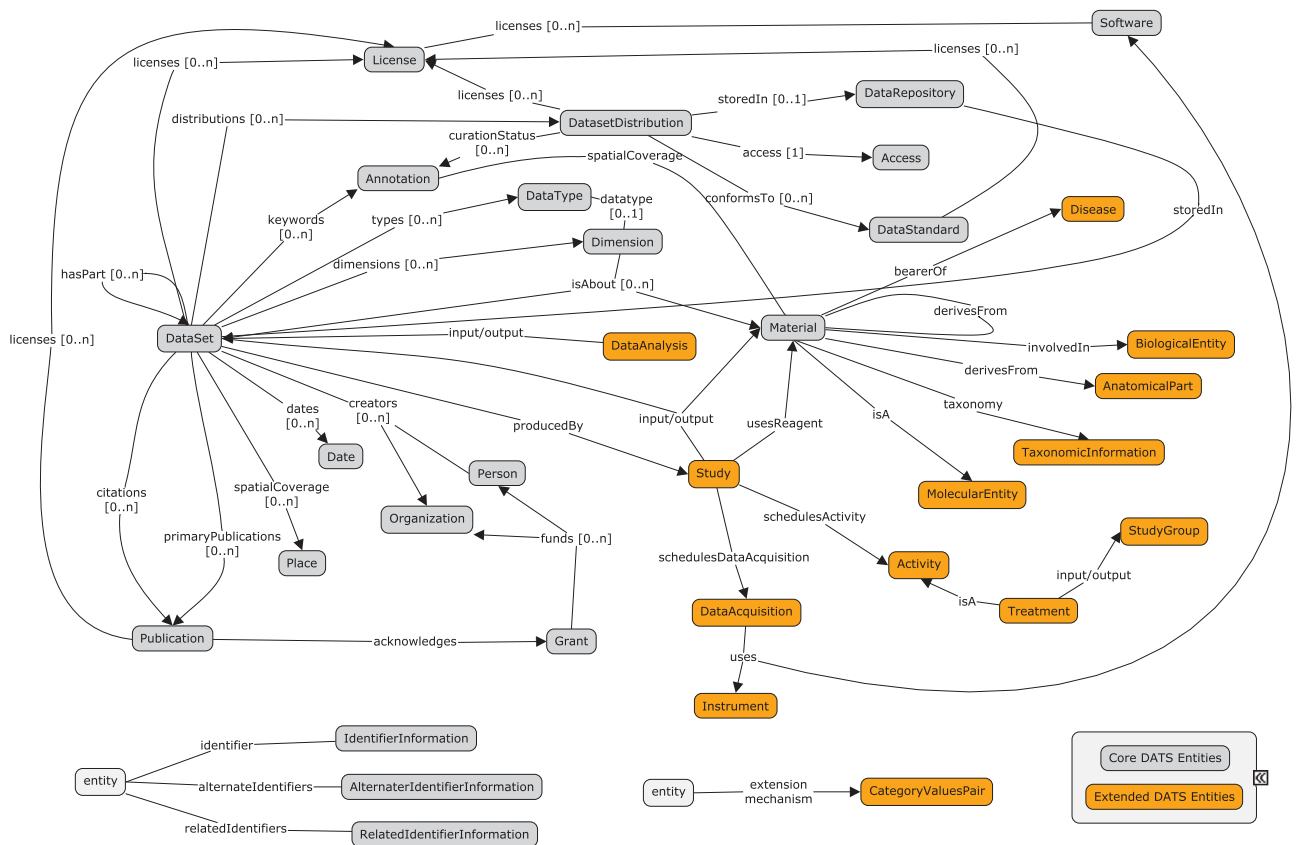 Software
licenses [0..n]
License
licenses [0..n]
licenses [0..n]
licenses [0..n]
DataRepository
storedIn [0..1]
distributions [0..n]
DatasetDistribution
curationStatus
[0..n]
access [1]
Access
spatialCoverage
Annotation
DataType
datatype
[0..1]
conformsTo [0..n]
Disease
storedIn
keywords
[0..n]
types [0..n]
DataStandard
Dimension
dimensions [0..n]
bearerOf
hasPart [0..n]
isAbout [0..n]
derivesFrom
Material
DataSet
input/output
licenses [0..n]
DataAnalysis
involvedIn
BiologicalEntity
derivesFrom
AnatomicalPart
dates
[0..n]
creators
[0..n]
taxonomy
isA
input/output
usesReagent
producedBy
Date
TaxonomicInformation
Person
Study
spatialCoverage
[0..n]
citations
[0..n]
MolecularEntity
Organization
schedulesActivity
StudyGroup
primaryPublications
[0..n]
funds [0..n]
Place
schedulesDataAcquisition
Activity
input/output
isA
Treatment
DataAcquisition
Publication
acknowledges
Grant
uses
Instrument
identifier
IdentifierInformation
entity
alternateIdentifiers
AlternaterIdentifierInformation
relatedIdentifiers
RelatedIdentifierInformation
entity
extension
mechanism
CategoryValuesPair
Core DATS Entities
Extended DATS Entities